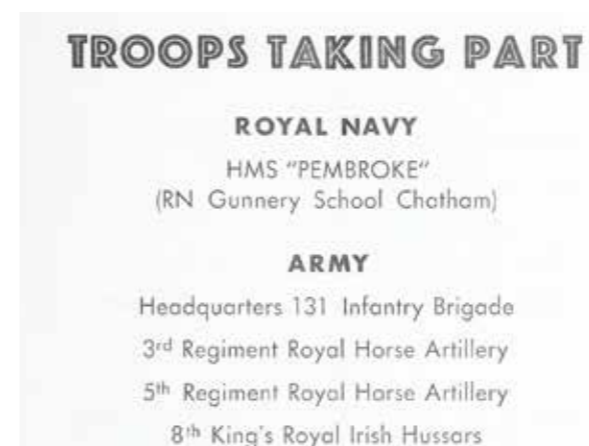 TROOPS TAKING PART
ROYAL NAVY
HMS "PEMBROKE"
(RN Gunnery School Chatham)
ARMY
Headquarters 131 Infantry Brigade
3rd Regiment Royal Horse Artillery
5th Regiment Royal Horse Artillery
8th King's Royal Irish Hussars